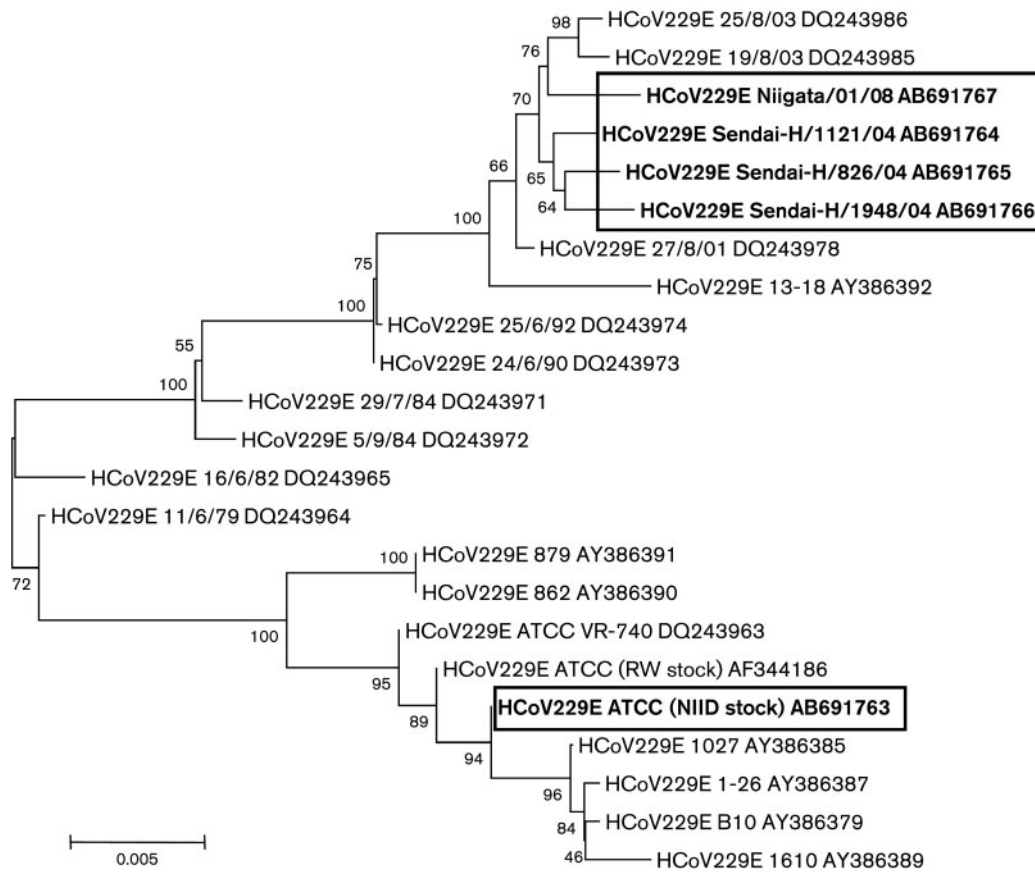 98
HCoV229E 25/8/03 DQ243986
76
HCoV229E 19/8/03 DQ243985
70
HCoV229E Niigata/01/08 AB691767
HCoV229E Sendai-H/1121/04 AB691764
66
65
HCoV229E Sendai-H/826/04 AB691765
64
HCoV229E Sendai-H/1948/04 AB691766
100
HCoV229E 27/8/01 DQ243978
75
HCoV229E 13-18 AY386392
100
HCoV229E 25/6/92 DQ243974
55
HCoV229E 24/6/90 DQ243973
100
HCoV229E 29/7/84 DQ243971
HCoV229E 5/9/84 DQ243972
HCoV229E 16/6/82 DQ243965
HCoV229E 11/6/79 DQ243964
100
HCoV229E 879 AY386391
72
HCoV229E 862 AY386390
100
HCoV229E ATCC VR-740 DQ243963
95
HCoV229E ATCC (RW stock) AF344186
89
HCoV229E ATCC (NIID stock) AB691763
94
HCoV229E 1027 AY386385
96
HCoV229E 1-26 AY386387
84
HCoV229E B10 AY386379
46
HCoV229E 1610 AY386389
0.005